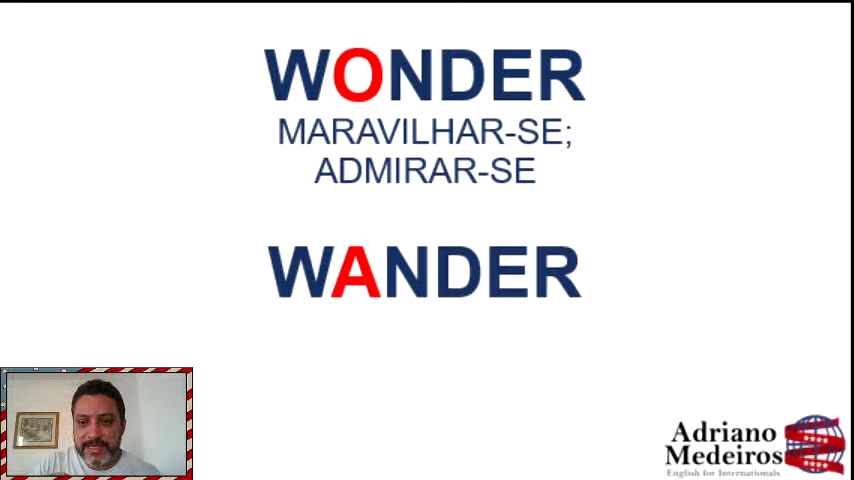 WONDER
MARAVILHAR-SE;
ADMIRAR-SE
WANDER
Adriano
Medeiros
English for Internationals